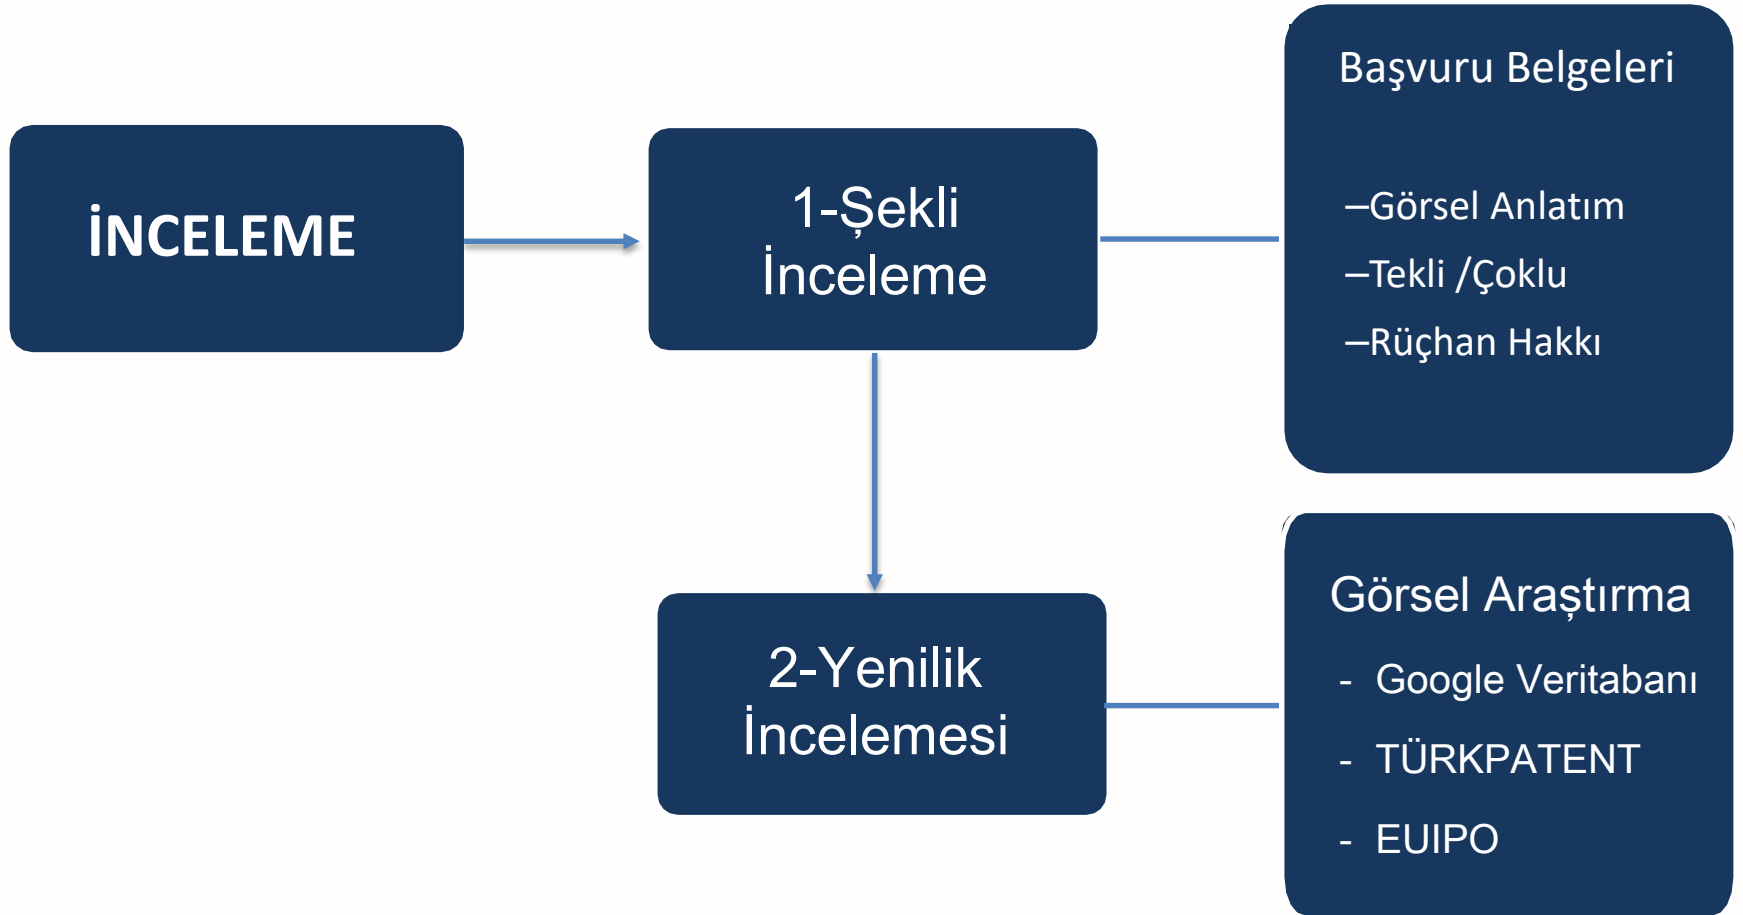 İNCELEME
1-Şekli
İnceleme
Başvuru Belgeleri
–Görsel Anlatım
–Tekli /Çoklu
–Rüçhan Hakkı
2-Yenilik
İncelemesi
Görsel Araştırma
- Google Veritabanı
- TÜRKPATENT
- EUIPO